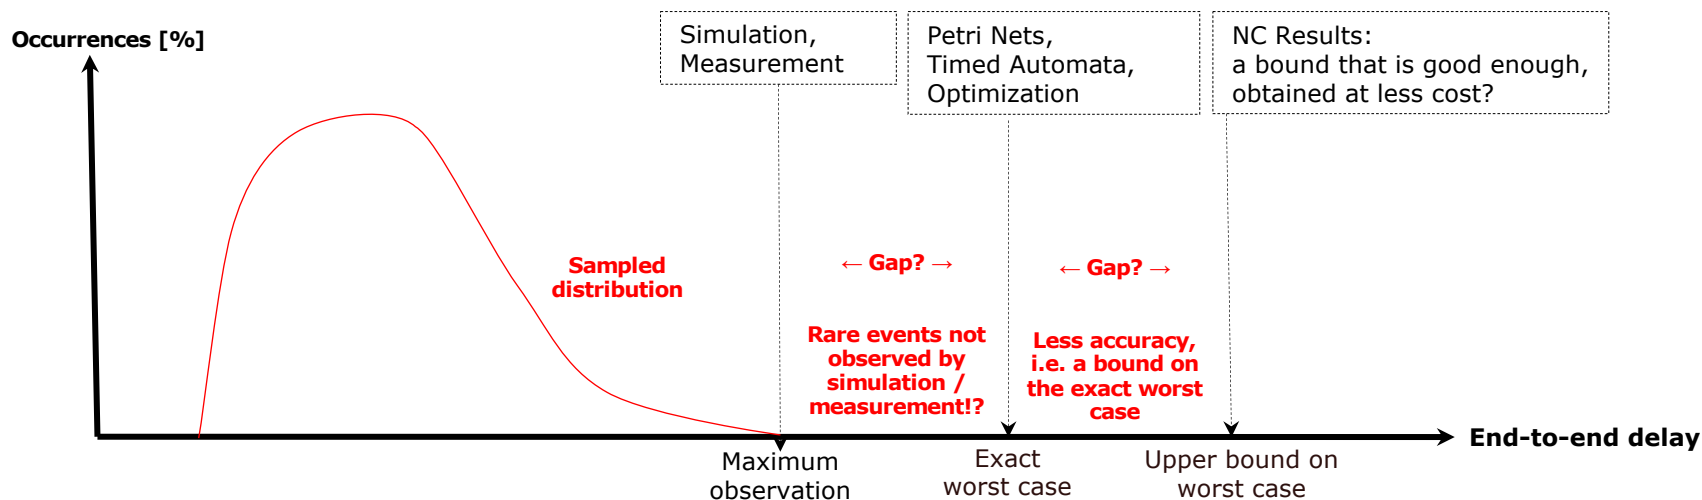 Occurrences [%]
Simulation,
Measurement
Petri Nets,
Timed Automata,
Optimization
NC Results:
a bound that is good enough,
obtained at less cost?
Sampled
distribution
← Gap? →
← Gap? →
Rare events not
observed by
simulation /
measurement!?
Less accuracy,
i.e. a bound on
the exact worst
case
End-to-end delay
Maximum
observation
Exact
worst case
Upper bound on
worst case